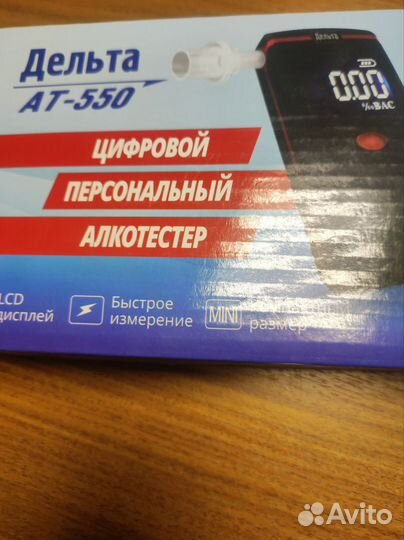 Дельта
АТ-550
Дельта
0.00
‰BAC
ЦИФРОВОЙ
ПЕРСОНАЛЬНЫЙ
АЛКОТЕСТЕР
LCD
дисплей
Быстрое
измерение
MINI
размер
Avito